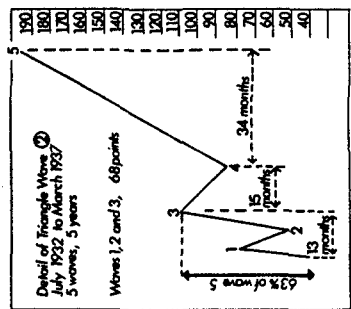 Detail of Triangle Wave ②
July 1932 to March 1937
5 waves, 5 years
Waves 1, 2 and 3, 68 points
190
180
170
160
150
140
130
120
110
100
90
80
70
60
50
40
5
34 months
4
15 months
3
2
1
13 months
63% of wave 5